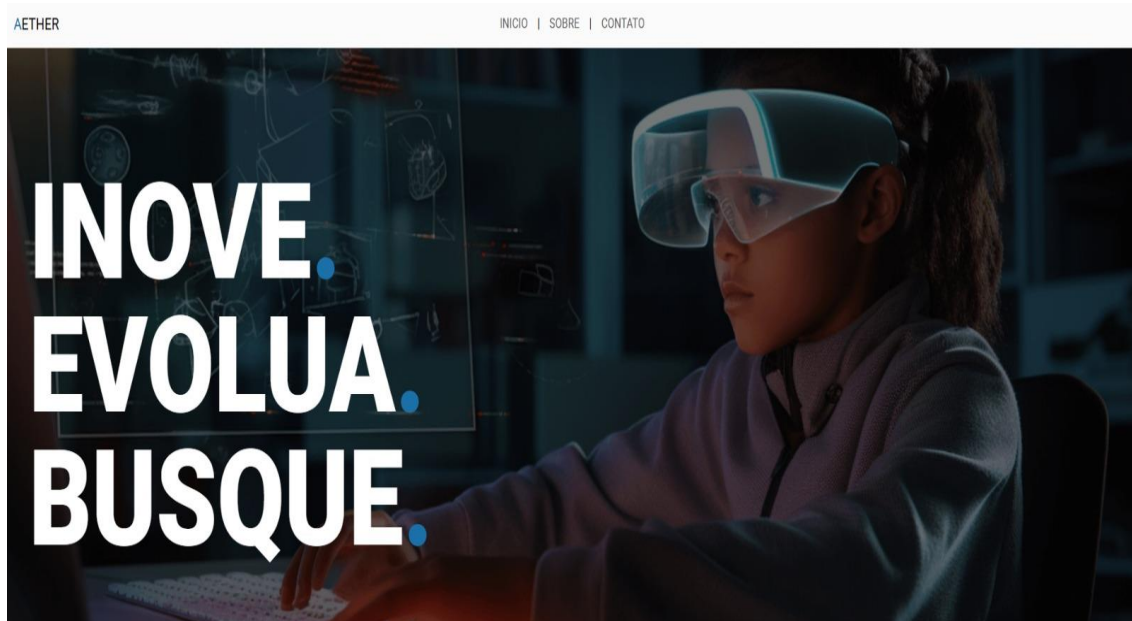 AETHER
INICIO | SOBRE | CONTATO
INOVE.
EVOLUA.
BUSQUE.